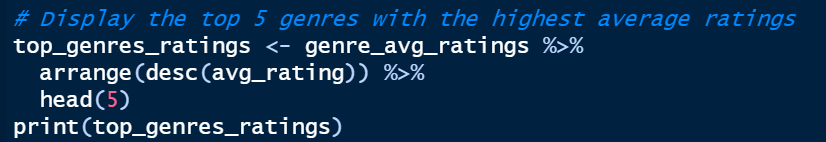 # Display the top 5 genres with the highest average ratings
top_genres_ratings <- genre_avg_ratings %>%
  arrange(desc(avg_rating)) %>%
  head(5)
print(top_genres_ratings)